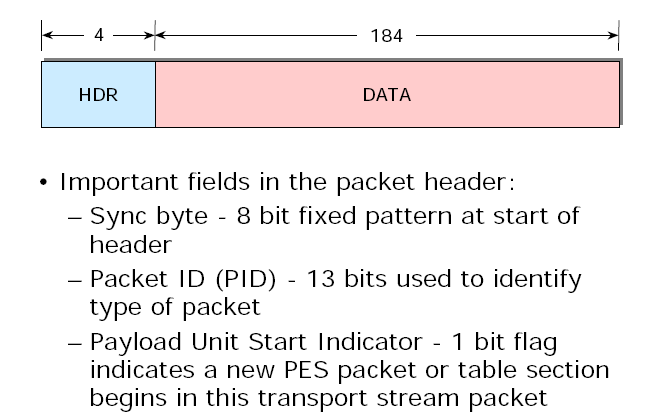 4 184
HDR DATA
• Important fields in the packet header:
– Sync byte - 8 bit fixed pattern at start of
header
– Packet ID (PID) - 13 bits used to identify
type of packet
– Payload Unit Start Indicator - 1 bit flag
indicates a new PES packet or table section
begins in this transport stream packet